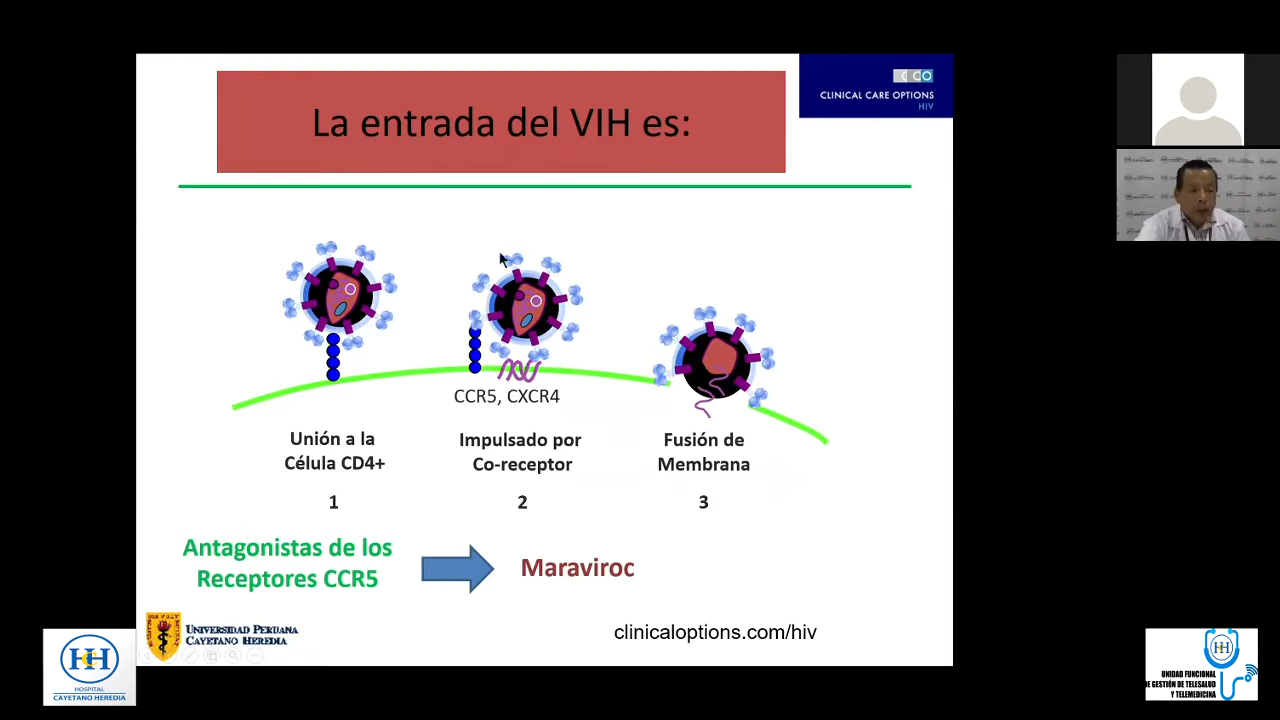 La entrada del VIH es:
CCO
CLINICAL CARE OPTIONS
HIV
CCR5, CXCR4
Unión a la
Célula CD4+
1
Impulsado por
Co-receptor
2
Fusión de
Membrana
3
Antagonistas de los
Receptores CCR5
Maraviroc
UNIVERSIDAD PERUANA
CAYETANO HEREDIA
clinicaloptions.com/hiv
HOSPITAL
CAYETANO HEREDIA
UNIDAD FUNCIONAL
DE GESTIÓN DE TELESALUD
Y TELEMEDICINA